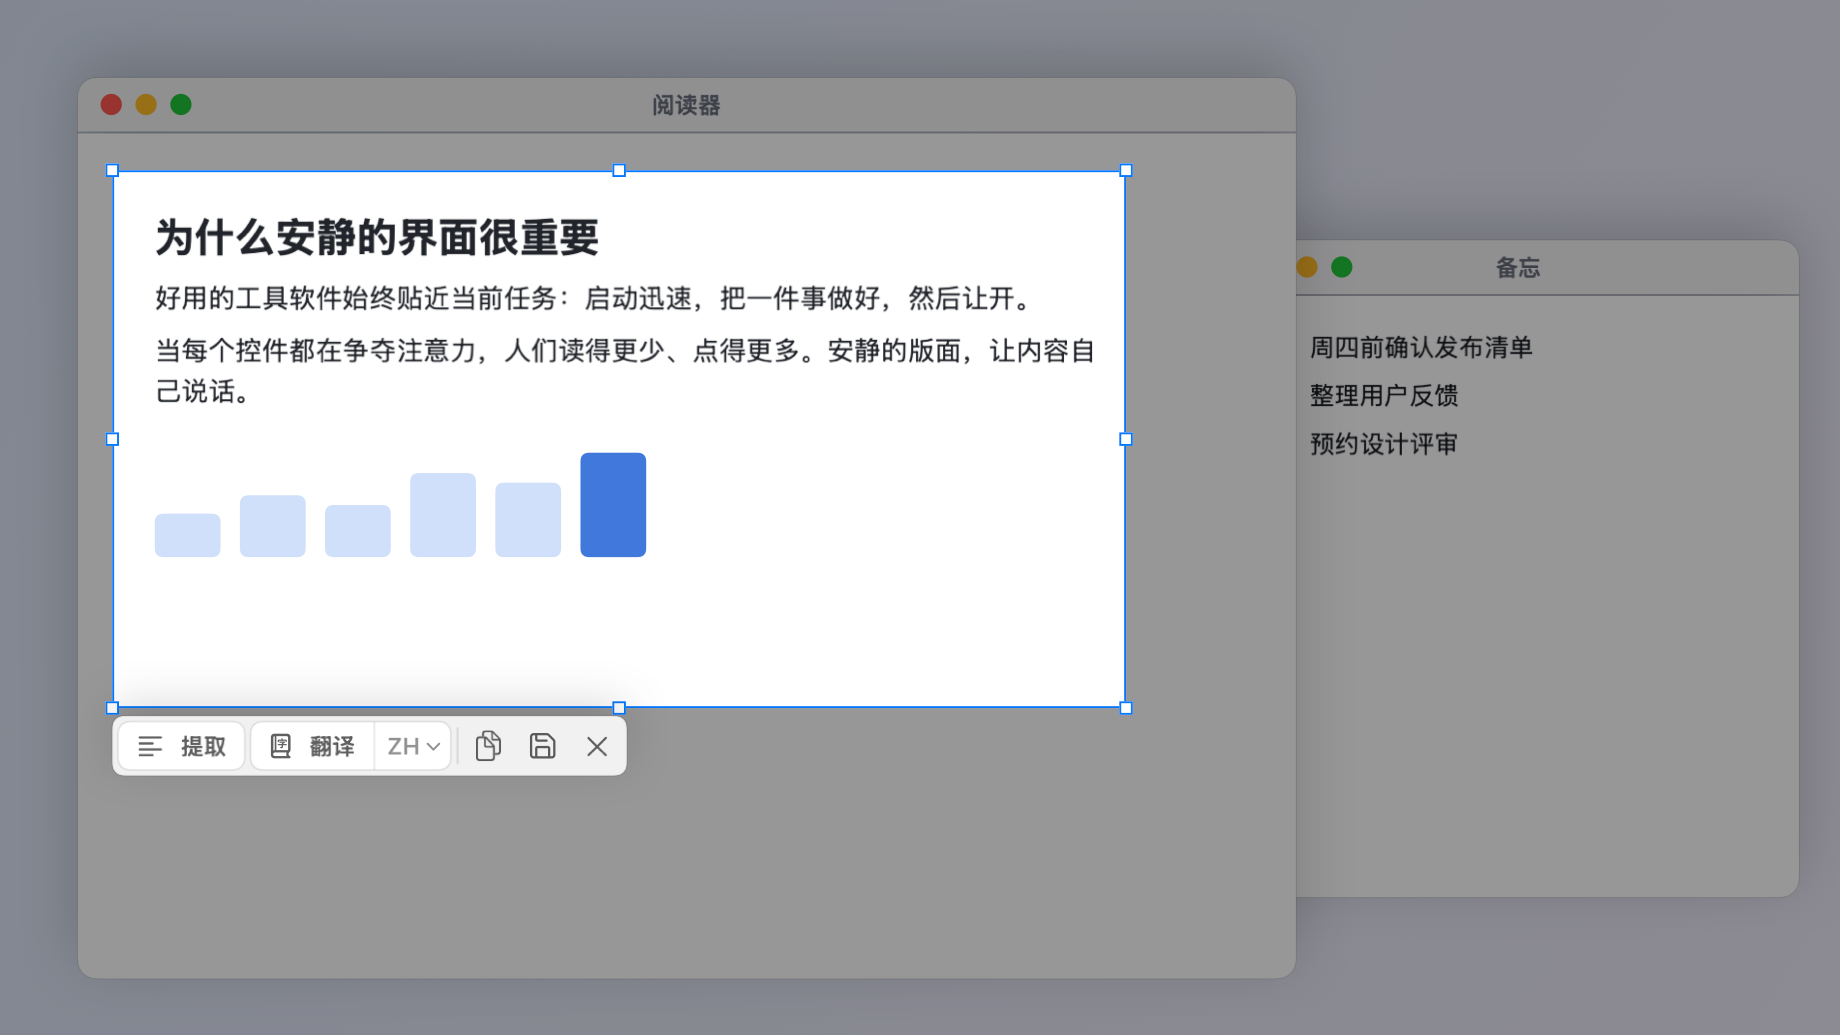 阅读器
为什么安静的界面很重要
好用的工具软件始终贴近当前任务：启动迅速，把一件事做好，然后让开。
当每个控件都在争夺注意力，人们读得更少、点得更多。安静的版面，让内容自
己说话。
提取
翻译
ZH
备忘
周四前确认发布清单
整理用户反馈
预约设计评审